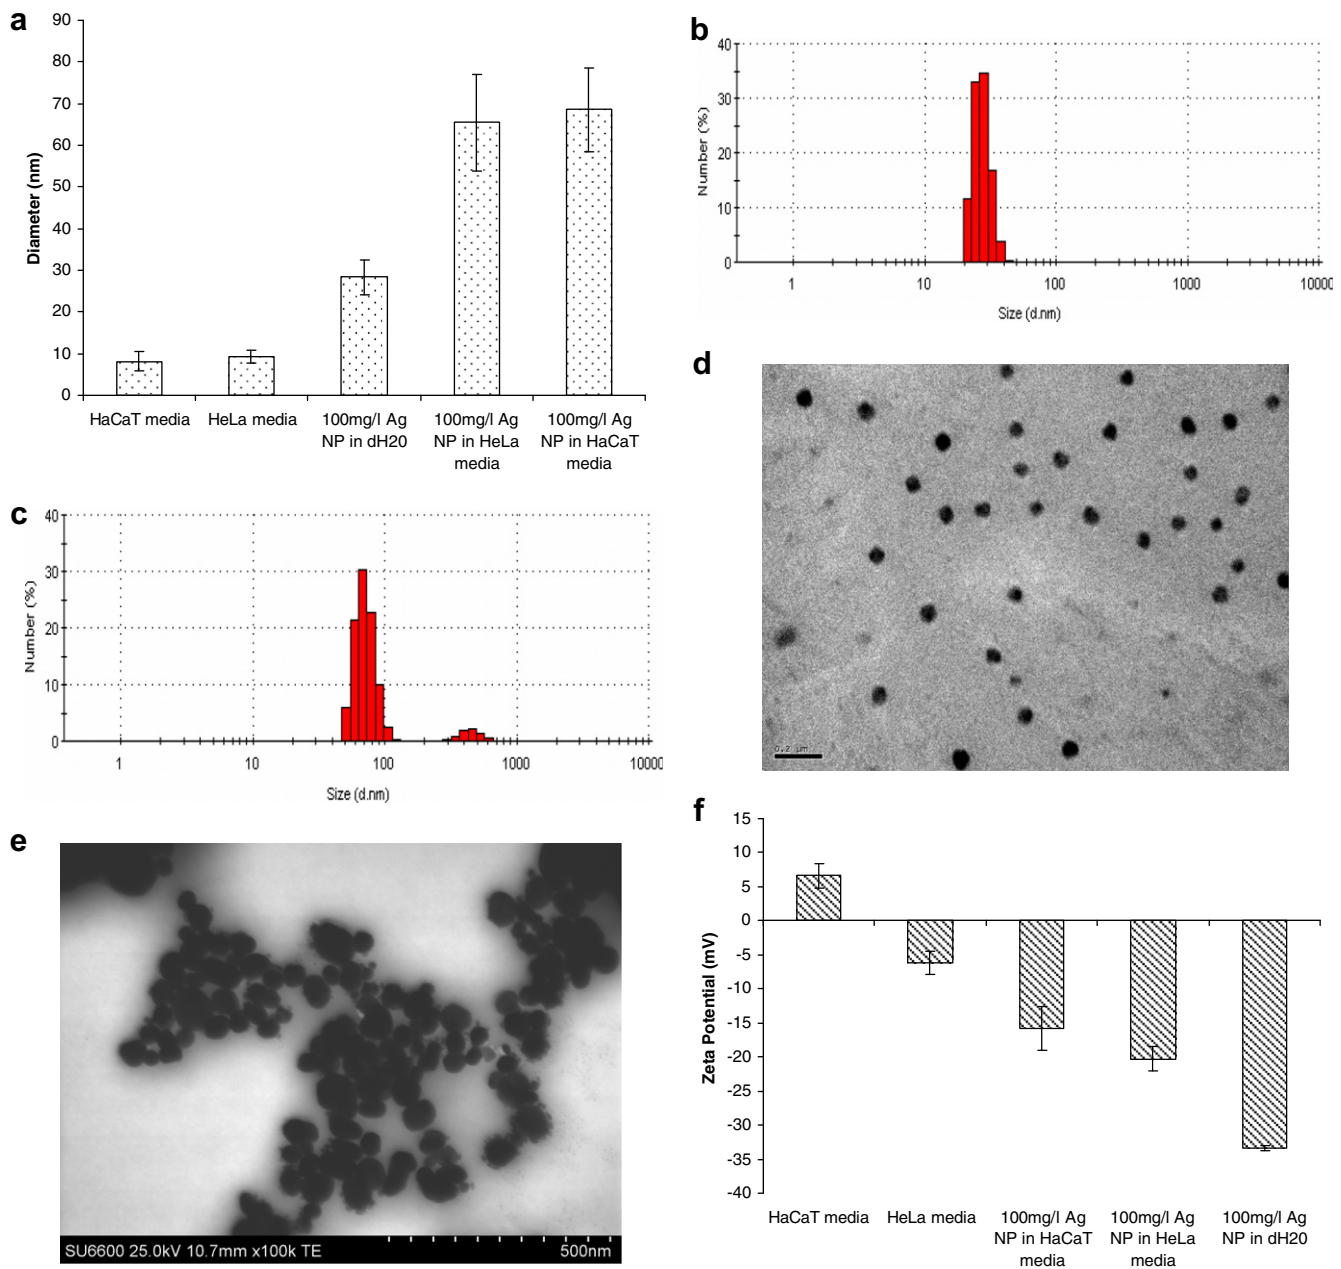 a
90
80
70
60
50
40
30
20
10
0
Diameter (nm)
HaCaT media
HeLa media
100mg/l Ag
NP in dH20
100mg/l Ag
NP in HeLa
media
100mg/l Ag
NP in HaCaT
media
b
40
30
20
10
0
Number (%)
1
10
100
1000
10000
Size (d.nm)
c
40
30
20
10
0
Number (%)
1
10
100
1000
10000
Size (d.nm)
d
0.2 µm
e
SU6600 25.0kV 10.7mm x100k TE
500nm
f
15
10
5
0
-5
-10
-15
-20
-25
-30
-35
-40
Zeta Potential (mV)
HaCaT media
HeLa media
100mg/l Ag
NP in HaCaT
media
100mg/l Ag
NP in HeLa
media
100mg/l Ag
NP in dH20